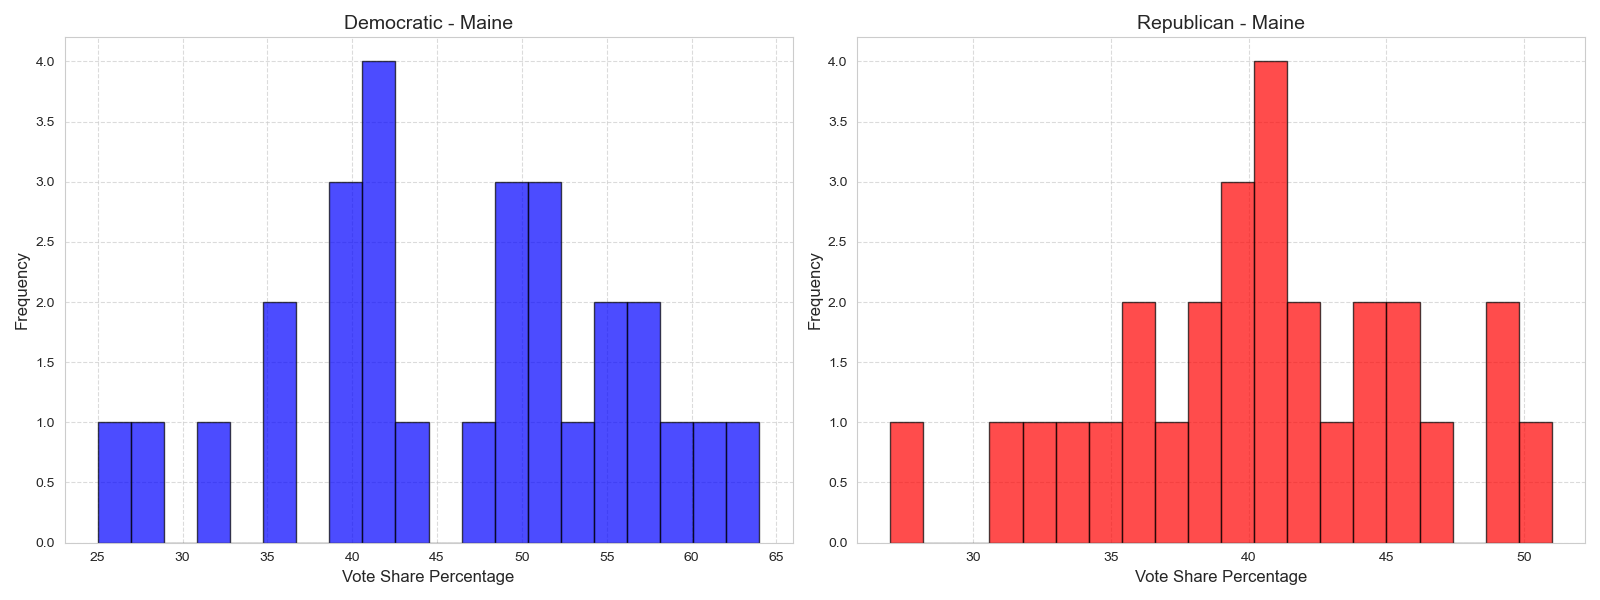 Democratic - Maine
Frequency
4.0
3.5
3.0
2.5
2.0
1.5
1.0
0.5
0.0
25 30 35 40 45 50 55 60 65
Vote Share Percentage
Republican - Maine
Frequency
4.0
3.5
3.0
2.5
2.0
1.5
1.0
0.5
0.0
30 35 40 45 50
Vote Share Percentage